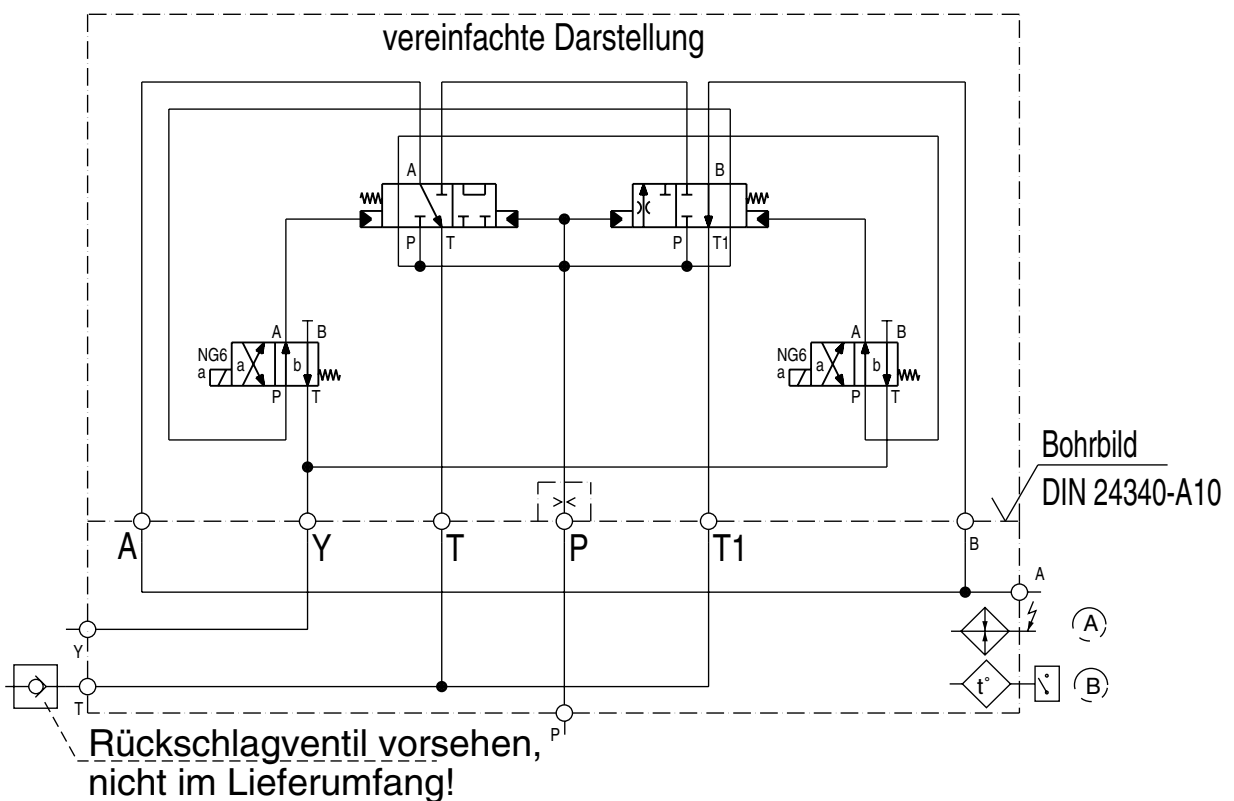 vereinfachte Darstellung
A B
P T P T1
A B A B
NG6 a b NG6 a b
a a
P T P T
Bohrbild
DIN 24340-A10
A Y T P T1 B
A
A
Y
t° B
T
P
Rückschlagventil vorsehen,
nicht im Lieferumfang!